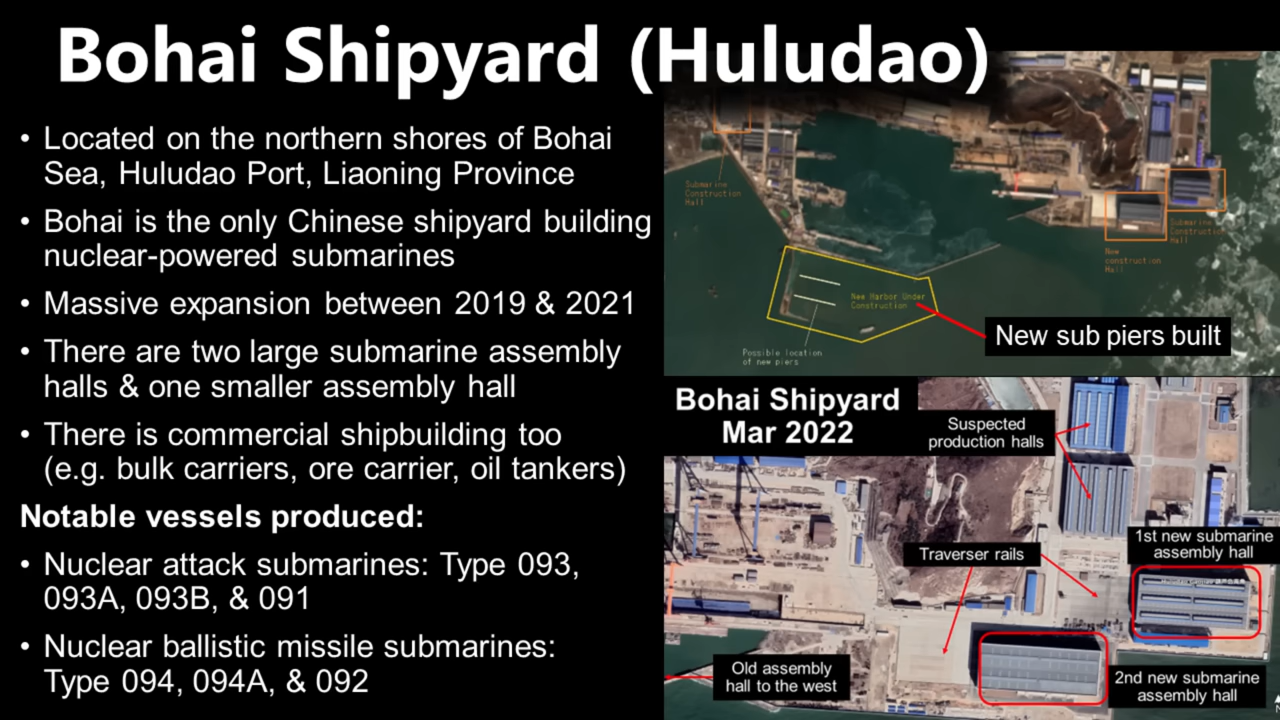 Bohai Shipyard (Huludao)
• Located on the northern shores of Bohai
Sea, Huludao Port, Liaoning Province
• Bohai is the only Chinese shipyard building
nuclear-powered submarines
• Massive expansion between 2019 & 2021
• There are two large submarine assembly
halls & one smaller assembly hall
• There is commercial shipbuilding too
(e.g. bulk carriers, ore carrier, oil tankers)
Notable vessels produced:
• Nuclear attack submarines: Type 093,
093A, 093B, & 091
• Nuclear ballistic missile submarines:
Type 094, 094A, & 092
Submarine
Construction
Hall
Submarine
Construction
Hall
New
construction
Hall
New Harbor Under
Construction
Possible location
of new piers
New sub piers built
Bohai Shipyard
Mar 2022
Suspected
production halls
Traverser rails
1st new submarine
assembly hall
Old assembly
hall to the west
2nd new submarine
assembly hall